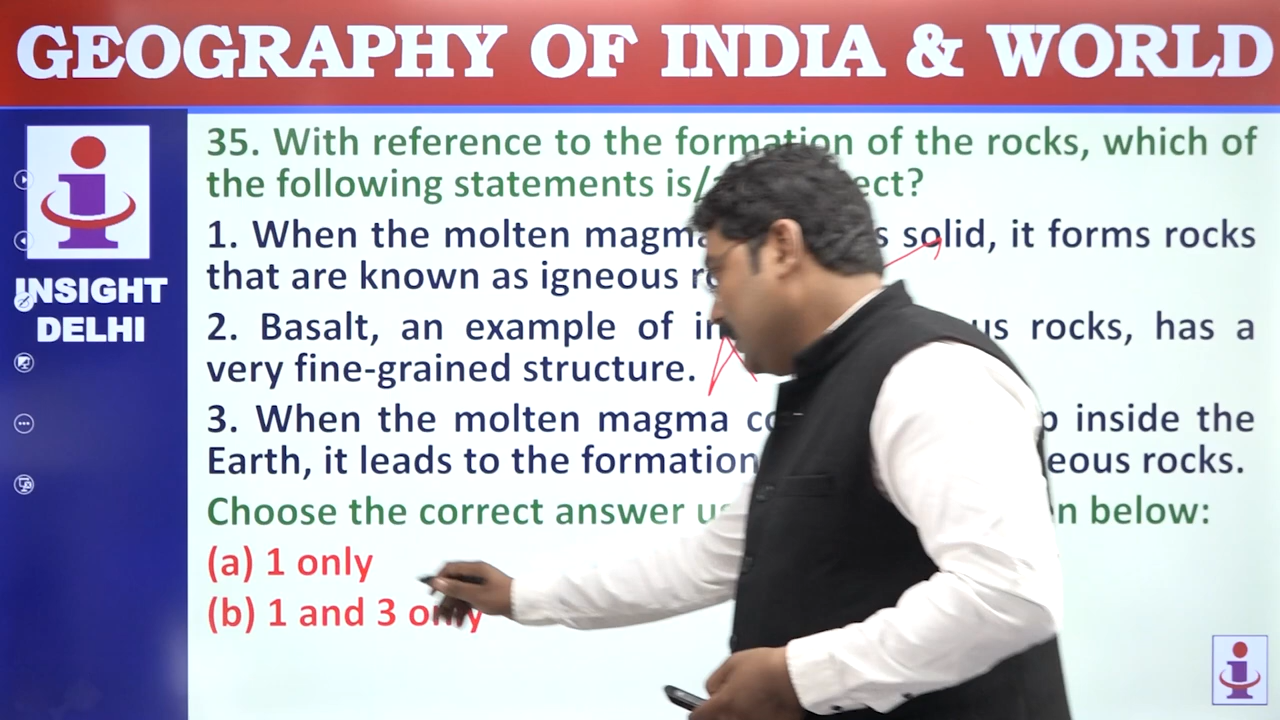 GEOGRAPHY OF INDIA & WORLD
INSIGHT
DELHI
35. With reference to the formation of the rocks, which of
the following statements
1. When the molten magma solid, it forms rocks
that are known as igneous
2. Basalt, an example of rocks, has a
very fine-grained structure.
3. When the molten magma inside the
Earth, it leads to the formation rocks.
Choose the correct answer below:
(a) 1 only
(b) 1 and 3 only